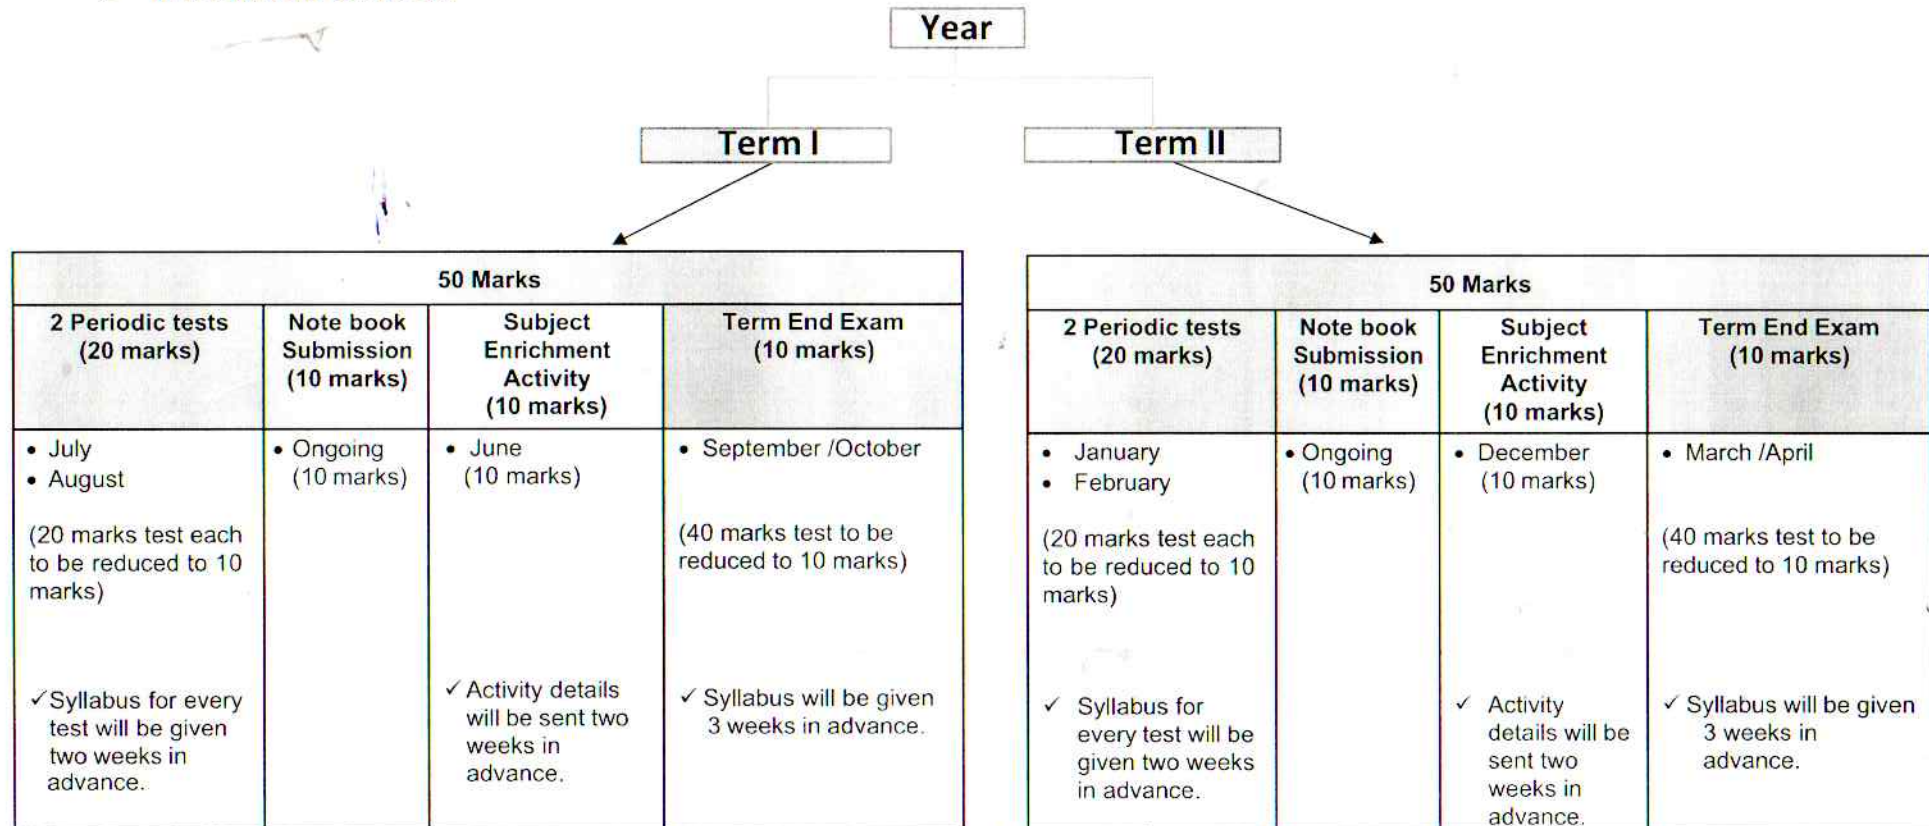 Year
Term I
Term II
50 Marks
2 Periodic tests
(20 marks)
Note book
Submission
(10 marks)
Subject
Enrichment
Activity
(10 marks)
Term End Exam
(10 marks)
• July
• August
(20 marks test each
to be reduced to 10
marks)
✓ Syllabus for every
test will be given
two weeks in
advance.
• Ongoing
(10 marks)
• June
(10 marks)
✓ Activity details
will be sent two
weeks in
advance.
• September /October
(40 marks test to be
reduced to 10 marks)
✓ Syllabus will be given
3 weeks in advance.
50 Marks
2 Periodic tests
(20 marks)
Note book
Submission
(10 marks)
Subject
Enrichment
Activity
(10 marks)
Term End Exam
(10 marks)
• January
• February
(20 marks test each
to be reduced to 10
marks)
✓ Syllabus for
every test will be
given two weeks
in advance.
• Ongoing
(10 marks)
• December
(10 marks)
✓ Activity
details will be
sent two
weeks in
advance.
• March /April
(40 marks test to be
reduced to 10 marks)
✓ Syllabus will be given
3 weeks in
advance.